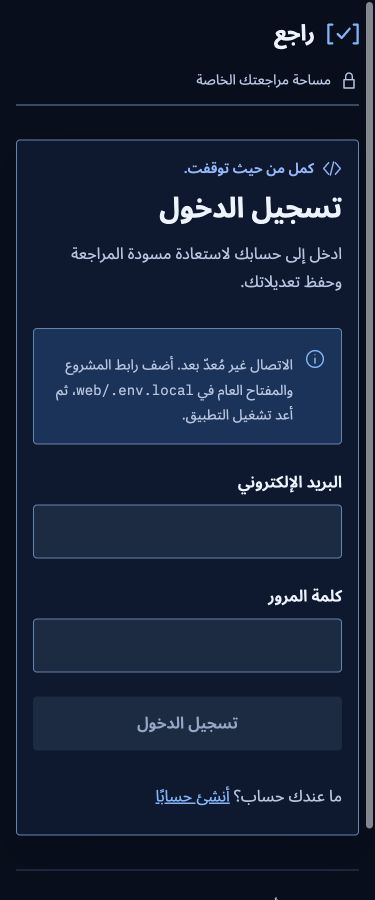 راجع
مساحة مراجعتك الخاصة
كمل من حيث توقفت.
تسجيل الدخول
ادخل إلى حسابك لاستعادة مسودة المراجعة
وحفظ تعديلاتك.
الاتصال غير مُعدّ بعد. أضف رابط المشروع
والمفتاح العام في web/.env.local، ثم
أعد تشغيل التطبيق.
البريد الإلكتروني
كلمة المرور
تسجيل الدخول
ما عندك حساب؟ أنشئ حسابًا